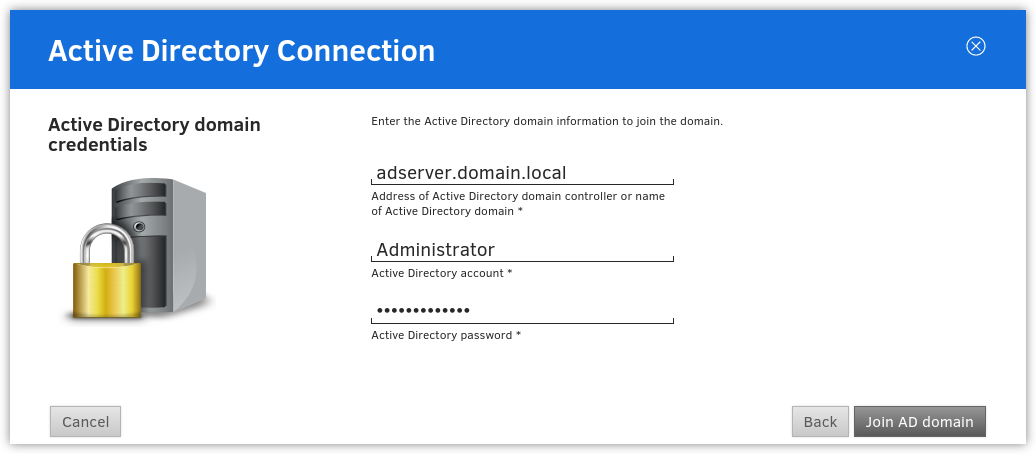 Active Directory Connection
Active Directory domain
credentials
Enter the Active Directory domain information to join the domain.
adserver.domain.local
Address of Active Directory domain controller or name
of Active Directory domain *
Administrator
Active Directory account *
•••••••••••••
Active Directory password *
Cancel
Back
Join AD domain